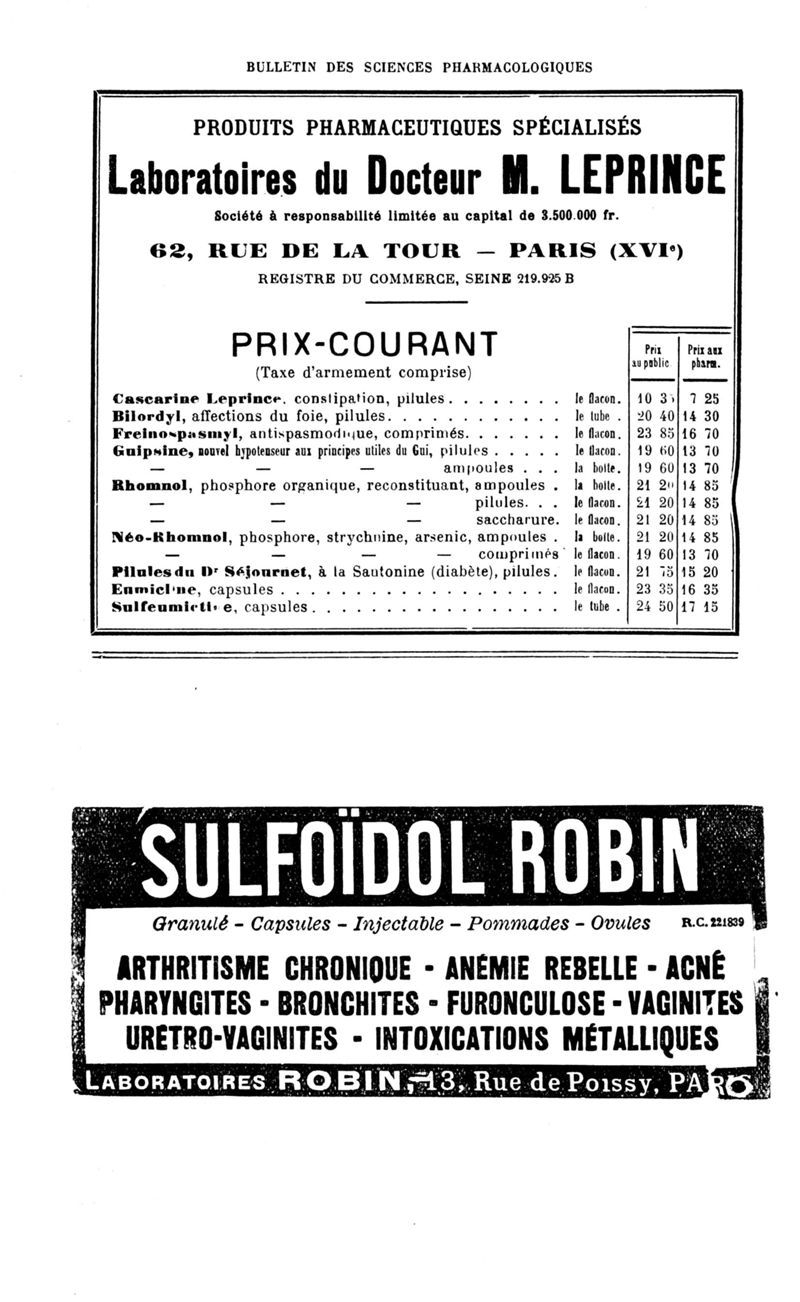 BULLETIN DES SCIENCES PHARMACOLOGIQUES
PRODUITS PHARMACEUTIQUES SPÉCIALISÉS
Laboratoires du Docteur M. LEPRINCE
Société à responsabilité limitée au capital de 3.500.000 fr.
62, RUE DE LA TOUR — PARIS (XVIe)
REGISTRE DU COMMERCE, SEINE 219.925 B
PRIX-COURANT
(Taxe d'armement comprise)
Prix au public
Prix aux pharm.
Cascarine Leprince. constipation, pilules . . . . . . . . le flacon. 10 7 25
Bilordyl, affections du foie, pilules. . . . . . . . . . . . le tube . 20 40 14 30
Freinospasmyl, antispasmodique, comprimés. . . . . . . le flacon. 23 85 16 70
Guipsine, nouvel hypotenseur aux principes utiles du Gui, pilules . . . . . le flacon. 19 60 13 70
— — — ampoules . . . la boîte. 19 60 13 70
Rhomnol, phosphore organique, reconstituant, ampoules . la boîte. 21 20 14 85
— — — pilules. . . le flacon. 21 20 14 85
— — — saccharure. le flacon. 21 20 14 85
Néo-Rhomnol, phosphore, strychnine, arsenic, ampoules . la boîte. 21 20 14 85
— — — — comprimés le flacon. 19 60 13 70
Pilules du Dr Séjournet, à la Santonine (diabète), pilules. le flacon. 21 75 15 20
Eumictine, capsules . . . . . . . . . . . . . . . . . . le flacon. 23 35 16 35
Sulfeumictine, capsules . . . . . . . . . . . . . . . . le tube . 24 50 17 15
SULFOÏDOL ROBIN
Granulé - Capsules - Injectable - Pommades - Ovules R.C. 221839
ARTHRITISME CHRONIQUE - ANÉMIE REBELLE - ACNÉ
PHARYNGITES - BRONCHITES - FURONCULOSE - VAGINITES
URÉTRO-VAGINITES - INTOXICATIONS MÉTALLIQUES
LABORATOIRES ROBIN, 13, Rue de Poissy, PARIS